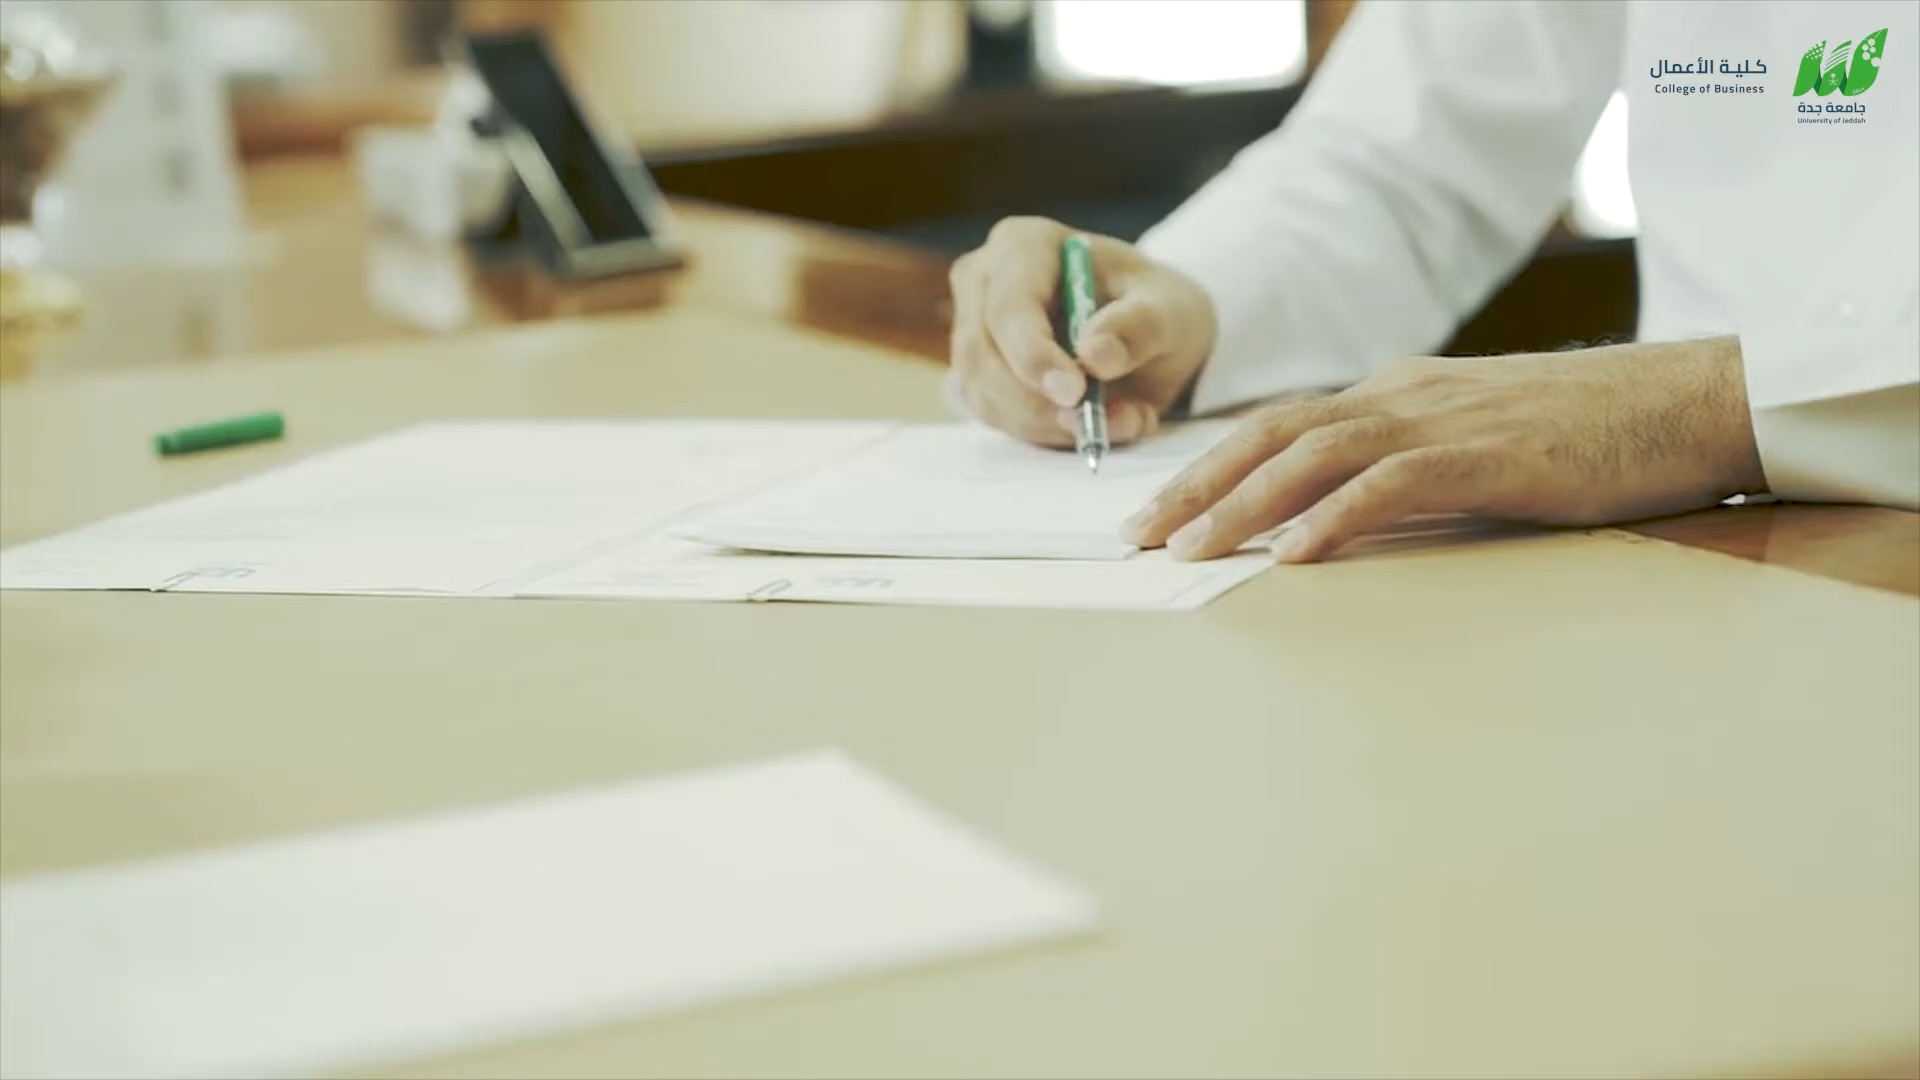 كلية الأعمال
College of Business
جامعة جدة
University of Jeddah